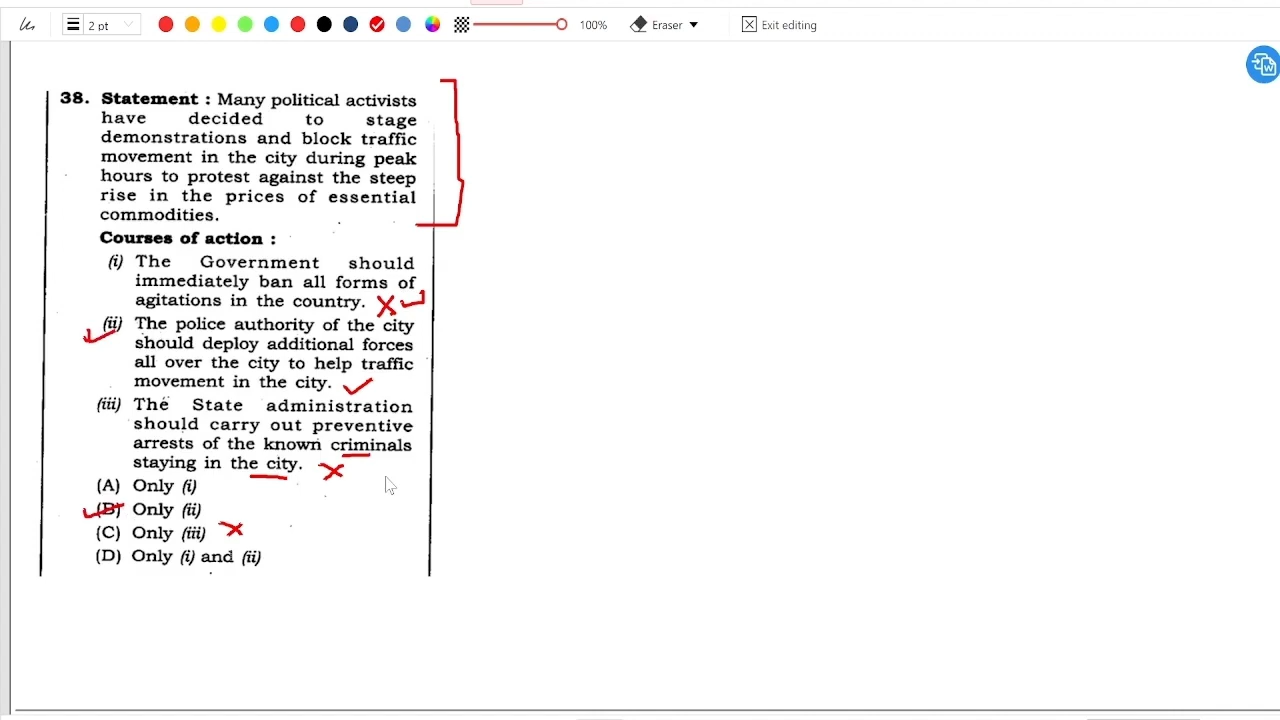 2 pt
100%
Eraser
Exit editing
38. Statement : Many political activists
have decided to stage
demonstrations and block traffic
movement in the city during peak
hours to protest against the steep
rise in the prices of essential
commodities.
Courses of action :
(i) The Government should
immediately ban all forms of
agitations in the country.
(ii) The police authority of the city
should deploy additional forces
all over the city to help traffic
movement in the city.
(iii) The State administration
should carry out preventive
arrests of the known criminals
staying in the city.
(A) Only (i)
(B) Only (ii)
(C) Only (iii)
(D) Only (i) and (ii)